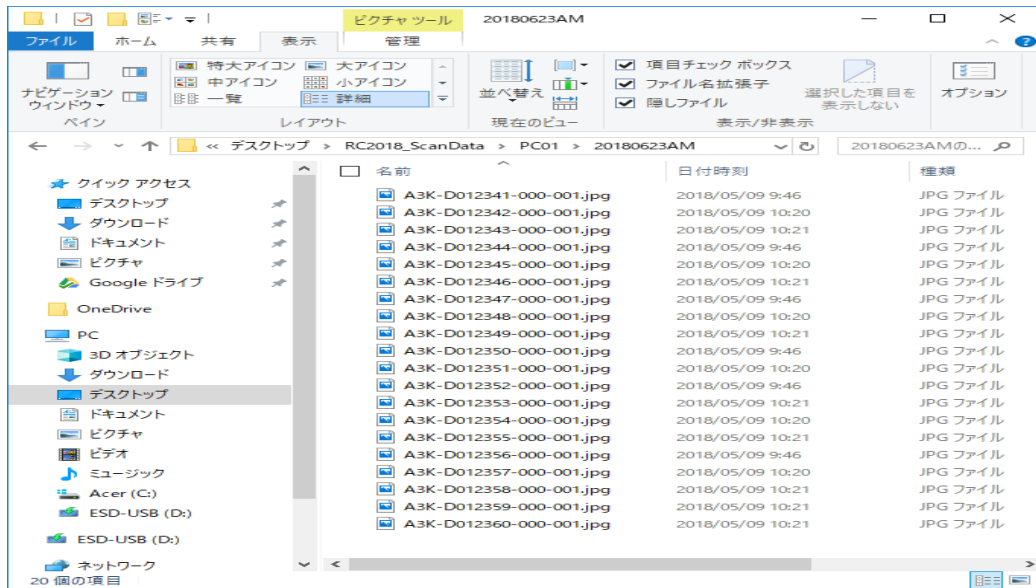 ピクチャ ツール 20180623AM
ファイル ホーム 共有 表示 管理
特大アイコン 大アイコン
中アイコン 小アイコン
一覧 詳細
ナビゲーション ウィンドウ
並べ替え
項目チェック ボックス
ファイル名拡張子
隠しファイル
選択した項目を 表示しない
オプション
ペイン レイアウト 現在のビュー 表示/非表示
« デスクトップ > RC2018_ScanData > PC01 > 20180623AM 20180623AMの...
クイック アクセス
デスクトップ
ダウンロード
ドキュメント
ピクチャ
Google ドライブ
OneDrive
PC
3D オブジェクト
ダウンロード
デスクトップ
ドキュメント
ピクチャ
ビデオ
ミュージック
Acer (C:)
ESD-USB (D:)
ESD-USB (D:)
ネットワーク
名前 日付時刻 種類
A3K-D012341-000-001.jpg 2018/05/09 9:46 JPG ファイル
A3K-D012342-000-001.jpg 2018/05/09 10:20 JPG ファイル
A3K-D012343-000-001.jpg 2018/05/09 10:21 JPG ファイル
A3K-D012344-000-001.jpg 2018/05/09 9:46 JPG ファイル
A3K-D012345-000-001.jpg 2018/05/09 10:20 JPG ファイル
A3K-D012346-000-001.jpg 2018/05/09 10:21 JPG ファイル
A3K-D012347-000-001.jpg 2018/05/09 9:46 JPG ファイル
A3K-D012348-000-001.jpg 2018/05/09 10:20 JPG ファイル
A3K-D012349-000-001.jpg 2018/05/09 10:21 JPG ファイル
A3K-D012350-000-001.jpg 2018/05/09 9:46 JPG ファイル
A3K-D012351-000-001.jpg 2018/05/09 10:20 JPG ファイル
A3K-D012352-000-001.jpg 2018/05/09 9:46 JPG ファイル
A3K-D012353-000-001.jpg 2018/05/09 10:21 JPG ファイル
A3K-D012354-000-001.jpg 2018/05/09 10:20 JPG ファイル
A3K-D012355-000-001.jpg 2018/05/09 10:21 JPG ファイル
A3K-D012356-000-001.jpg 2018/05/09 9:46 JPG ファイル
A3K-D012357-000-001.jpg 2018/05/09 10:20 JPG ファイル
A3K-D012358-000-001.jpg 2018/05/09 10:21 JPG ファイル
A3K-D012359-000-001.jpg 2018/05/09 10:21 JPG ファイル
A3K-D012360-000-001.jpg 2018/05/09 10:21 JPG ファイル
20 個の項目